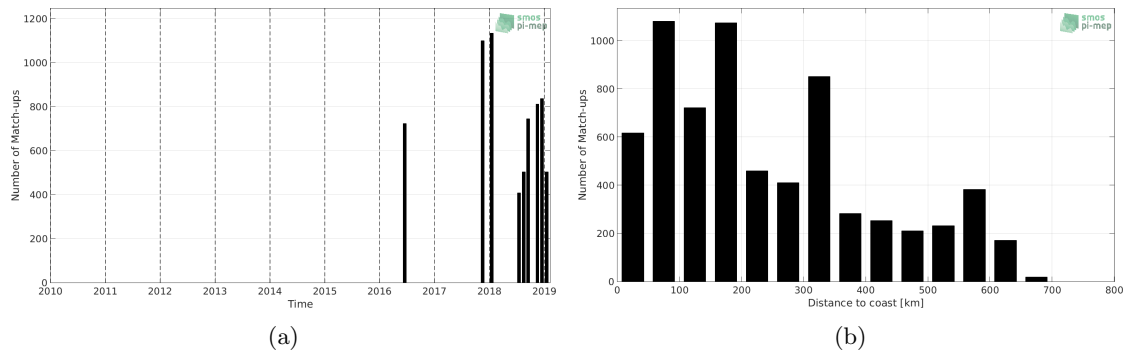 1200
1000
800
600
400
200
0
Number of Match-ups
2010 2011 2012 2013 2014 2015 2016 2017 2018 2019
Time
smos
pi-mep
(a)
1000
800
600
400
200
0
Number of Match-ups
0 100 200 300 400 500 600 700 800
Distance to coast [km]
smos
pi-mep
(b)